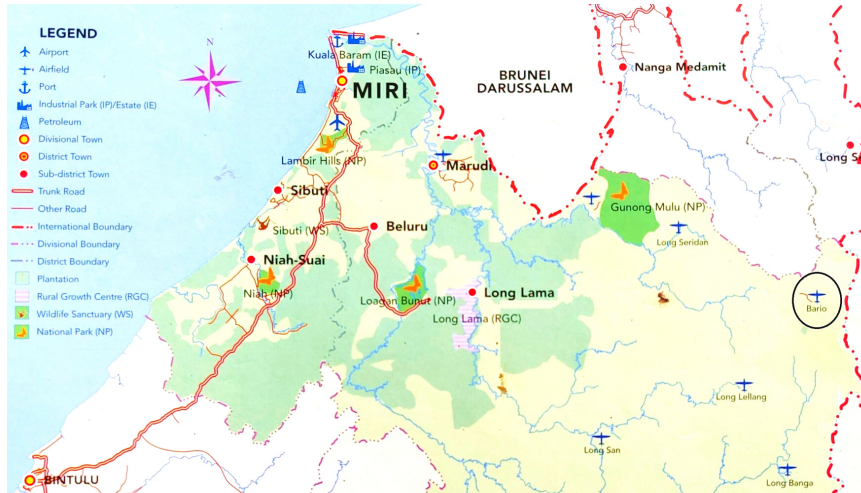 LEGEND
Airport
Airfield
Port
Industrial Park (IP)/Estate (IE)
Petroleum
Divisional Town
District Town
Sub-district Town
Trunk Road
Other Road
International Boundary
Divisional Boundary
District Boundary
Plantation
Rural Growth Centre (RGC)
Wildlife Sanctuary (WS)
National Park (NP)
N
Kuala Baram (IE)
Piasau (IP)
MIRI
BRUNEI
DARUSSALAM
Nanga Medamit
Lambir Hills (NP)
Marudi
Long S
Sibuti
Gunong Mulu (NP)
Sibuti (WS)
Beluru
Long Seridan
Niah-Suai
Niah (NP)
Loagan Bunut (NP)
Long Lama
Long Lama (RGC)
Bario
Long Lellang
Long San
BINTULU
Long Banga